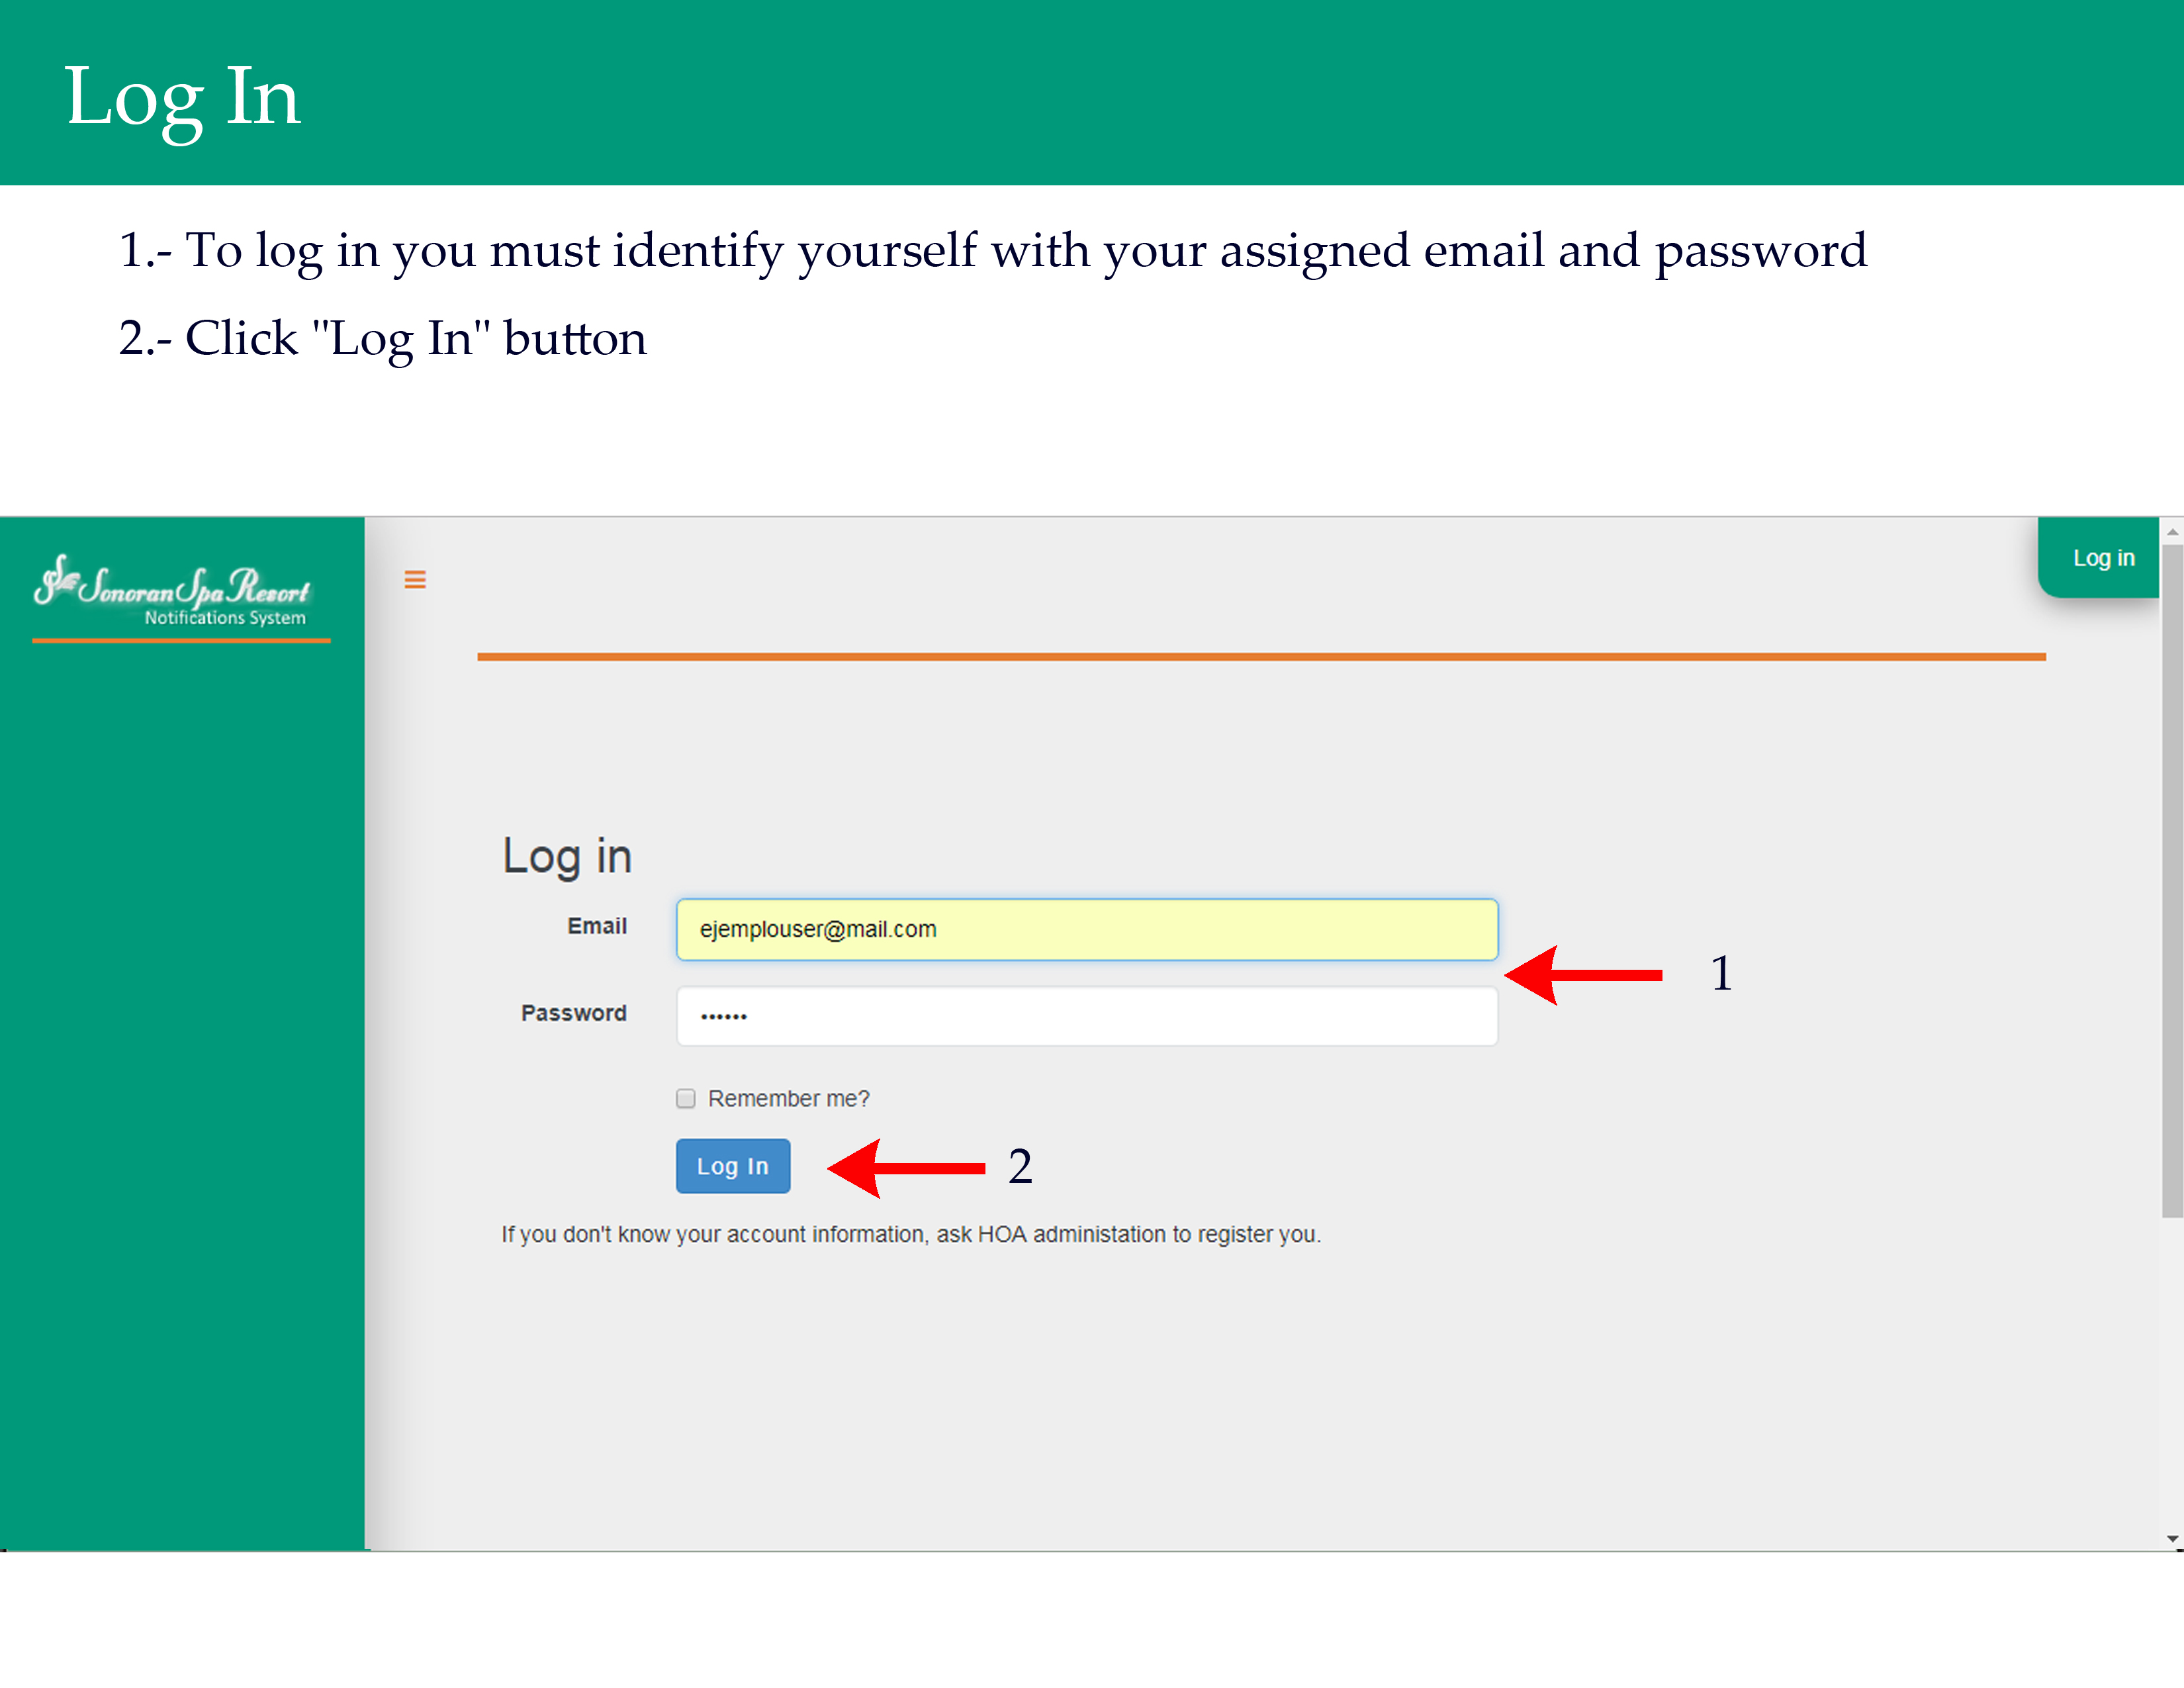 Log In
1.- To log in you must identify yourself with your assigned email and password
2.- Click "Log In" button
Sonoran Spa Resort
Notifications System
Log in
Log in
Email
ejemplouser@mail.com
1
Password
••••••
Remember me?
Log In
2
If you don't know your account information, ask HOA administation to register you.